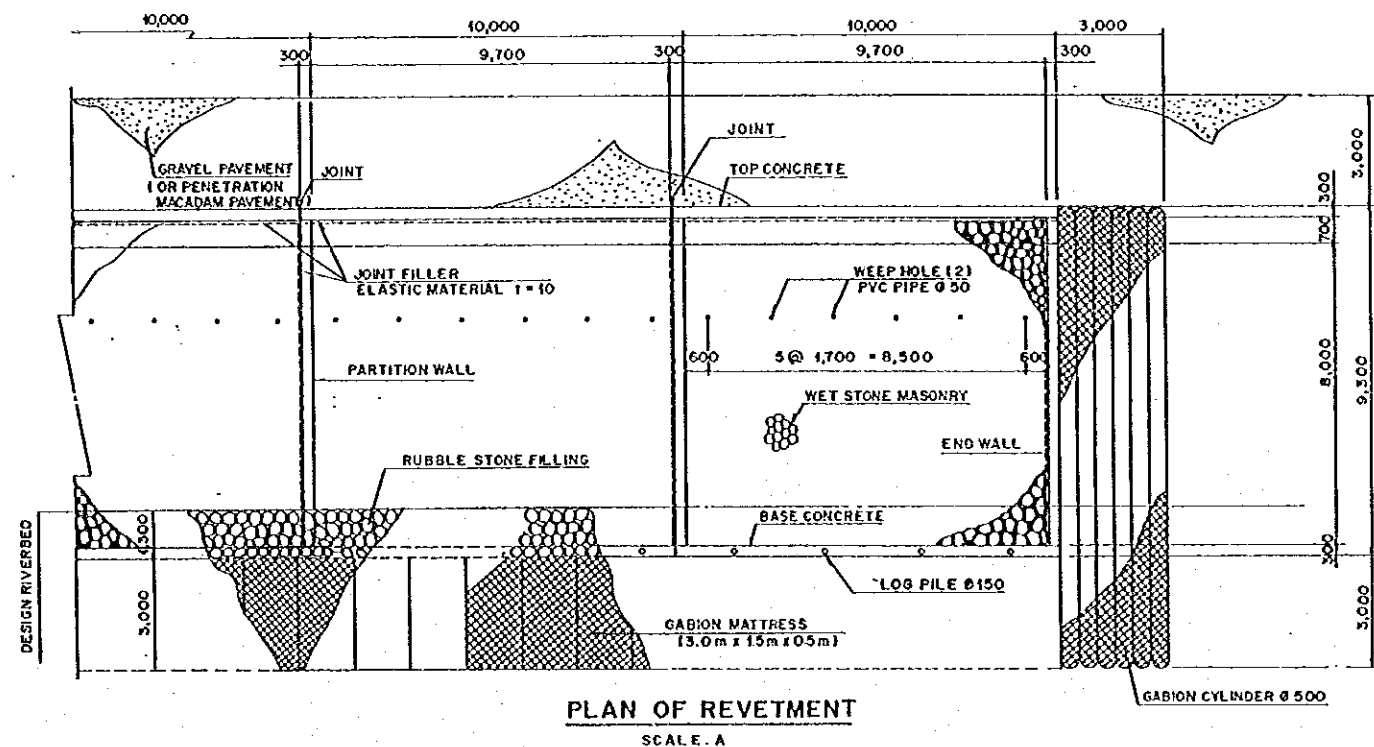 10,000
10,000
10,000
3,000
300
9,700
300
9,700
300
JOINT
GRAVEL PAVEMENT
( OR PENETRATION
MACADAM PAVEMENT )
JOINT
TOP CONCRETE
3,000
300
700
JOINT FILLER
ELASTIC MATERIAL t = 10
WEEP HOLE (2)
PVC PIPE Ø 50
600
5 @ 1,700 = 8,500
600
PARTITION WALL
8,000
9,300
WET STONE MASONRY
END WALL
RUBBLE STONE FILLING
BASE CONCRETE
DESIGN RIVERBED
300
LOG PILE Ø150
3,000
3,000
GABION MATTRESS
(3.0m x 1.5m x 0.5m)
GABION CYLINDER Ø 500
PLAN OF REVETMENT
SCALE. A